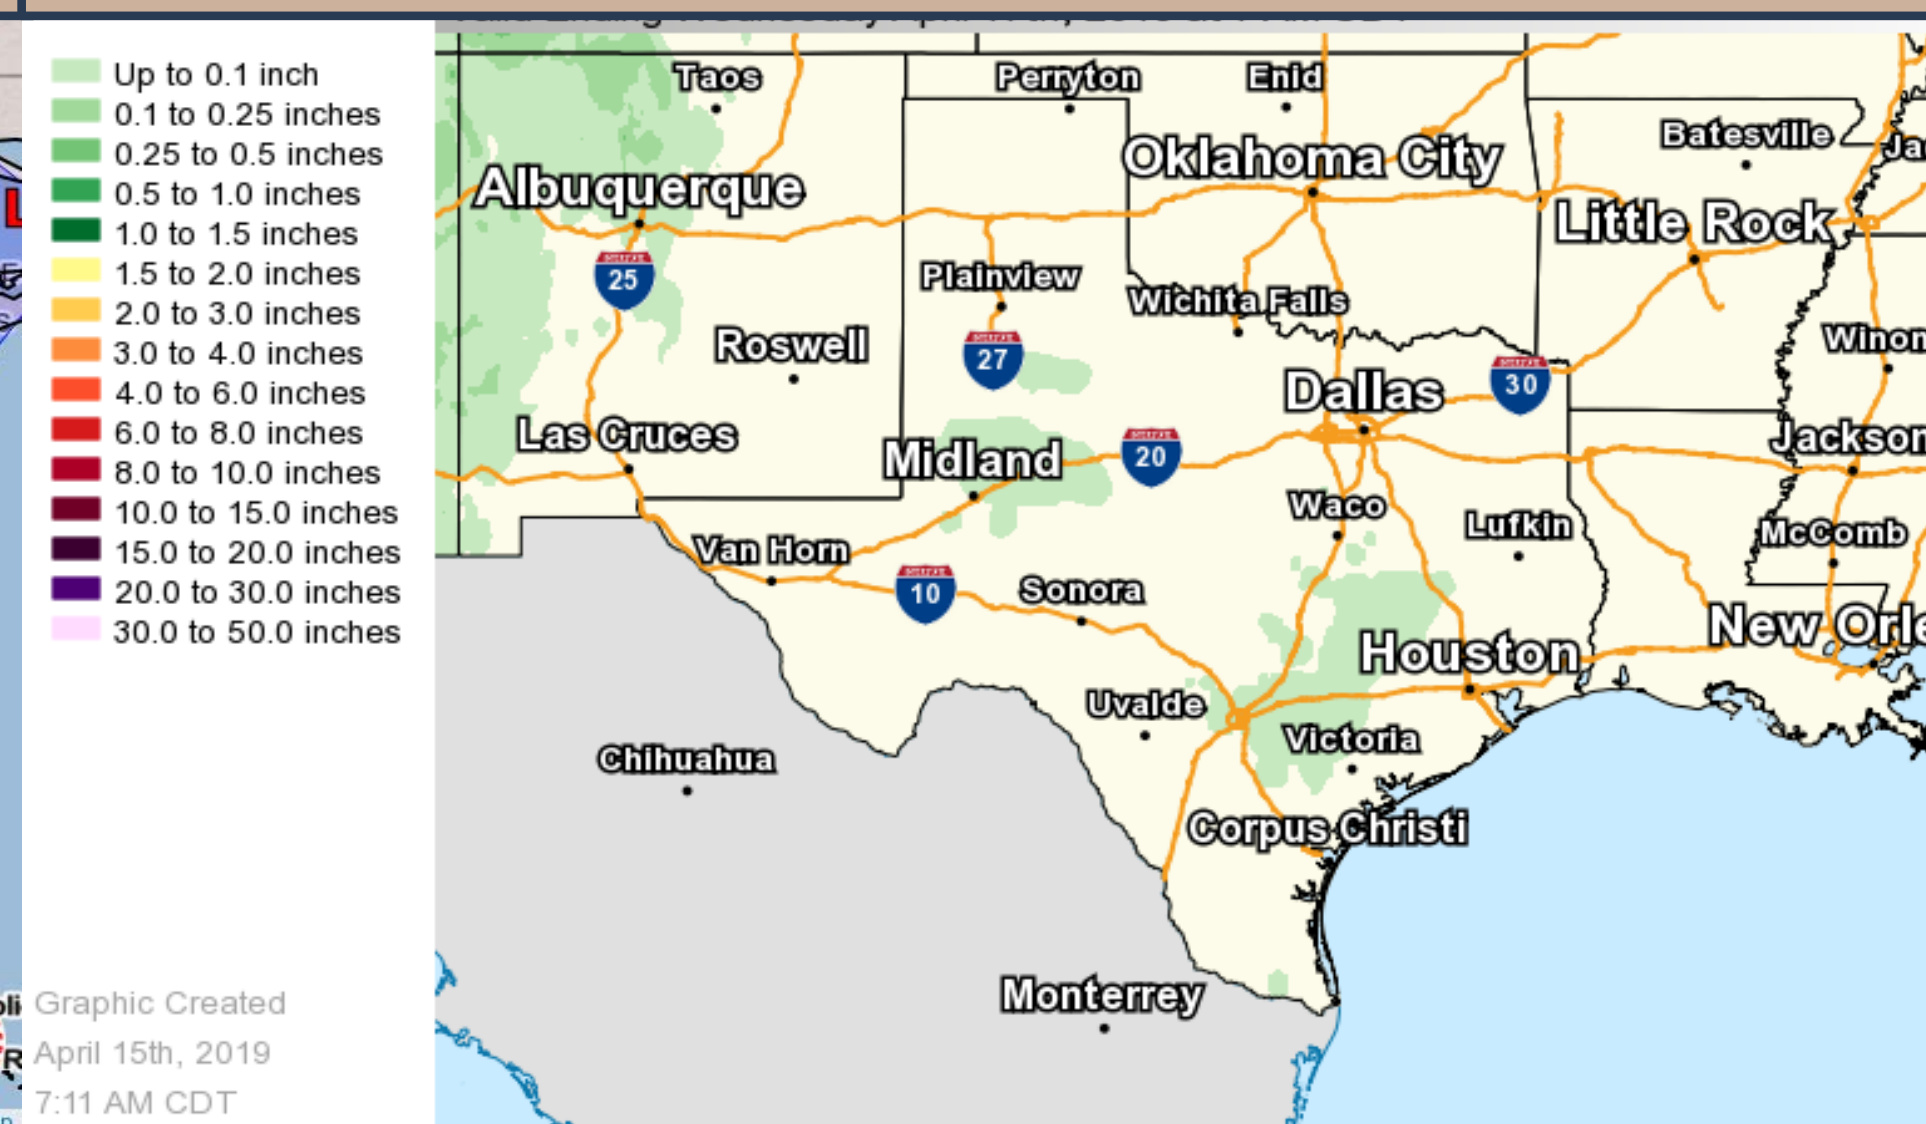 Up to 0.1 inch
0.1 to 0.25 inches
0.25 to 0.5 inches
0.5 to 1.0 inches
1.0 to 1.5 inches
1.5 to 2.0 inches
2.0 to 3.0 inches
3.0 to 4.0 inches
4.0 to 6.0 inches
6.0 to 8.0 inches
8.0 to 10.0 inches
10.0 to 15.0 inches
15.0 to 20.0 inches
20.0 to 30.0 inches
30.0 to 50.0 inches
Graphic Created
April 15th, 2019
7:11 AM CDT
Taos
Perryton
Enid
Batesville
Oklahoma City
Albuquerque
Little Rock
25
Plainview
Wichita Falls
Roswell
27
Winon
Dallas
30
Las Cruces
Midland
20
Jackson
Waco
Lufkin
McComb
Van Horn
10
Sonora
New Orle
Houston
Uvalde
Victoria
Chihuahua
Corpus Christi
Monterrey